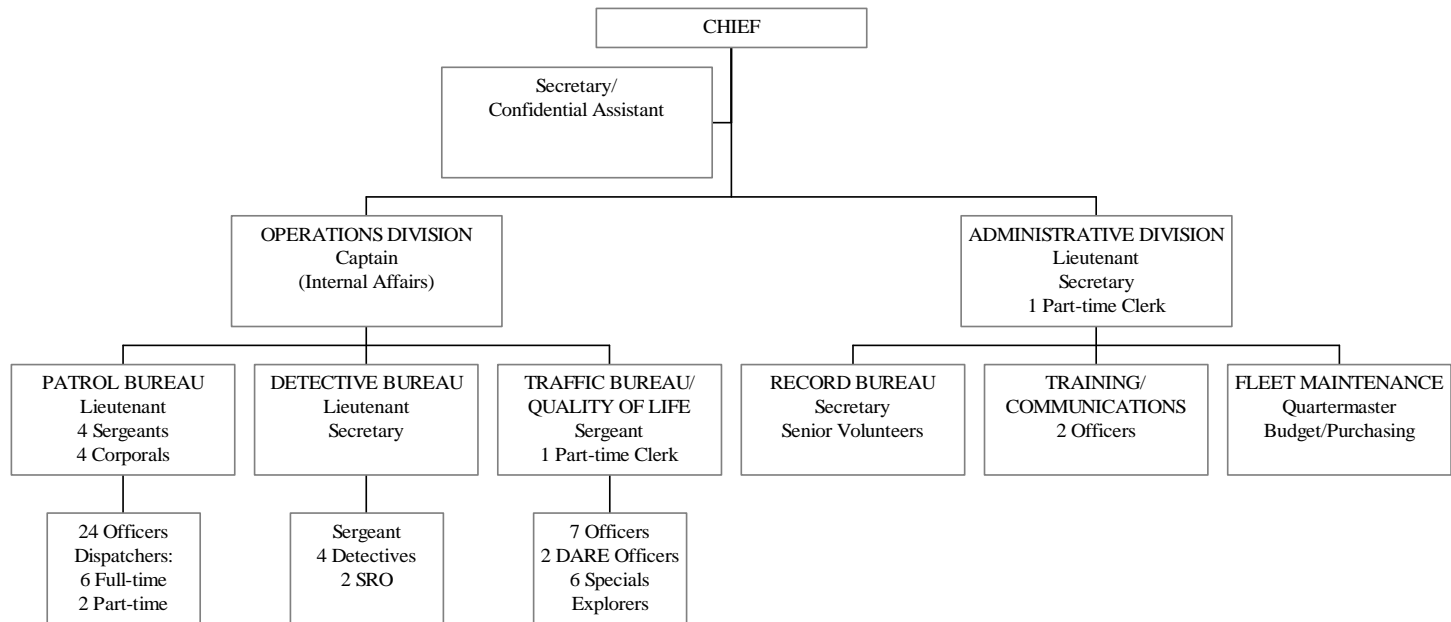 CHIEF
Secretary/
Confidential Assistant
OPERATIONS DIVISION
Captain
(Internal Affairs)
ADMINISTRATIVE DIVISION
Lieutenant
Secretary
1 Part-time Clerk
PATROL BUREAU
Lieutenant
4 Sergeants
4 Corporals
DETECTIVE BUREAU
Lieutenant
Secretary
TRAFFIC BUREAU/
QUALITY OF LIFE
Sergeant
1 Part-time Clerk
RECORD BUREAU
Secretary
Senior Volunteers
TRAINING/
COMMUNICATIONS
2 Officers
FLEET MAINTENANCE
Quartermaster
Budget/Purchasing
24 Officers
Dispatchers:
6 Full-time
2 Part-time
Sergeant
4 Detectives
2 SRO
7 Officers
2 DARE Officers
6 Specials
Explorers